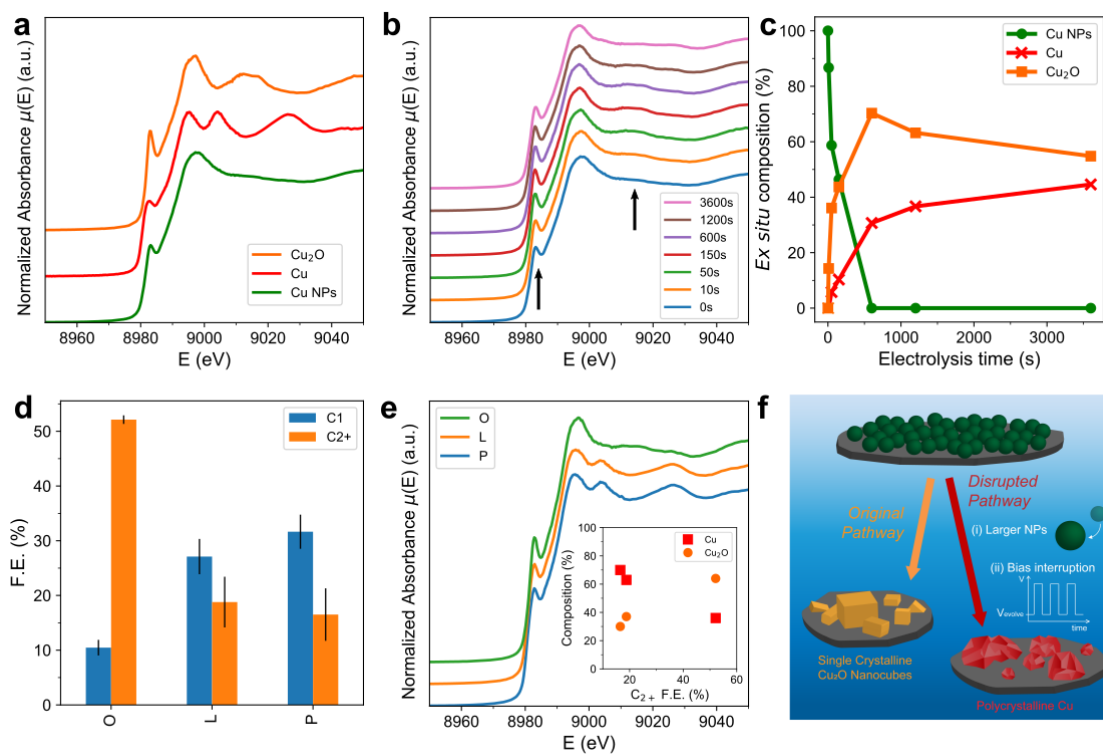 a
Normalized Absorbance μ(E) (a.u.)
Cu₂O
Cu
Cu NPs
8960 8980 9000 9020 9040
E (eV)
b
Normalized Absorbance μ(E) (a.u.)
3600s
1200s
600s
150s
50s
10s
0s
8960 8980 9000 9020 9040
E (eV)
c
Ex situ composition (%)
100
80
60
40
20
0
Cu NPs
Cu
Cu₂O
0 1000 2000 3000
Electrolysis time (s)
d
F.E. (%)
50
40
30
20
10
0
C1
C2+
O L P
e
Normalized Absorbance μ(E) (a.u.)
O
L
P
Composition (%)
100
80
60
40
20
0
Cu
Cu₂O
0 20 40 60
C₂₊ F.E. (%)
8960 8980 9000 9020 9040
E (eV)
f
Original
Pathway
Disrupted
Pathway
(i) Larger NPs
(ii) Bias interruption
V
Vevolve
time
Single Crystalline
Cu₂O Nanocubes
Polycrystalline Cu